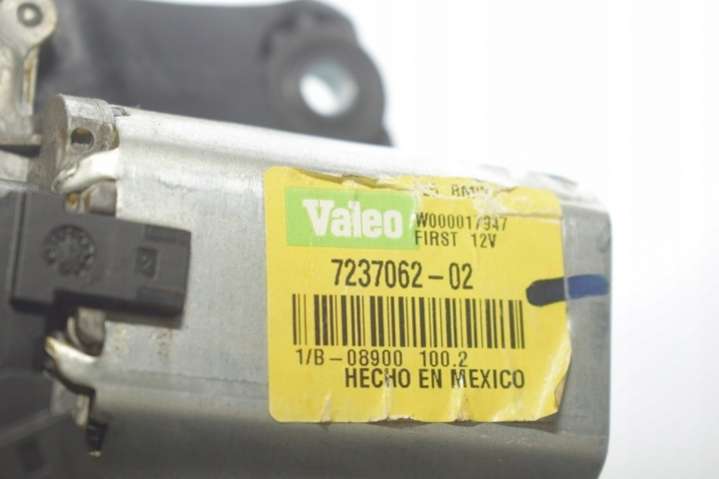 Valeo
W000017947
FIRST 12V
7237062-02
1/B-08900 100.2
HECHO EN MEXICO